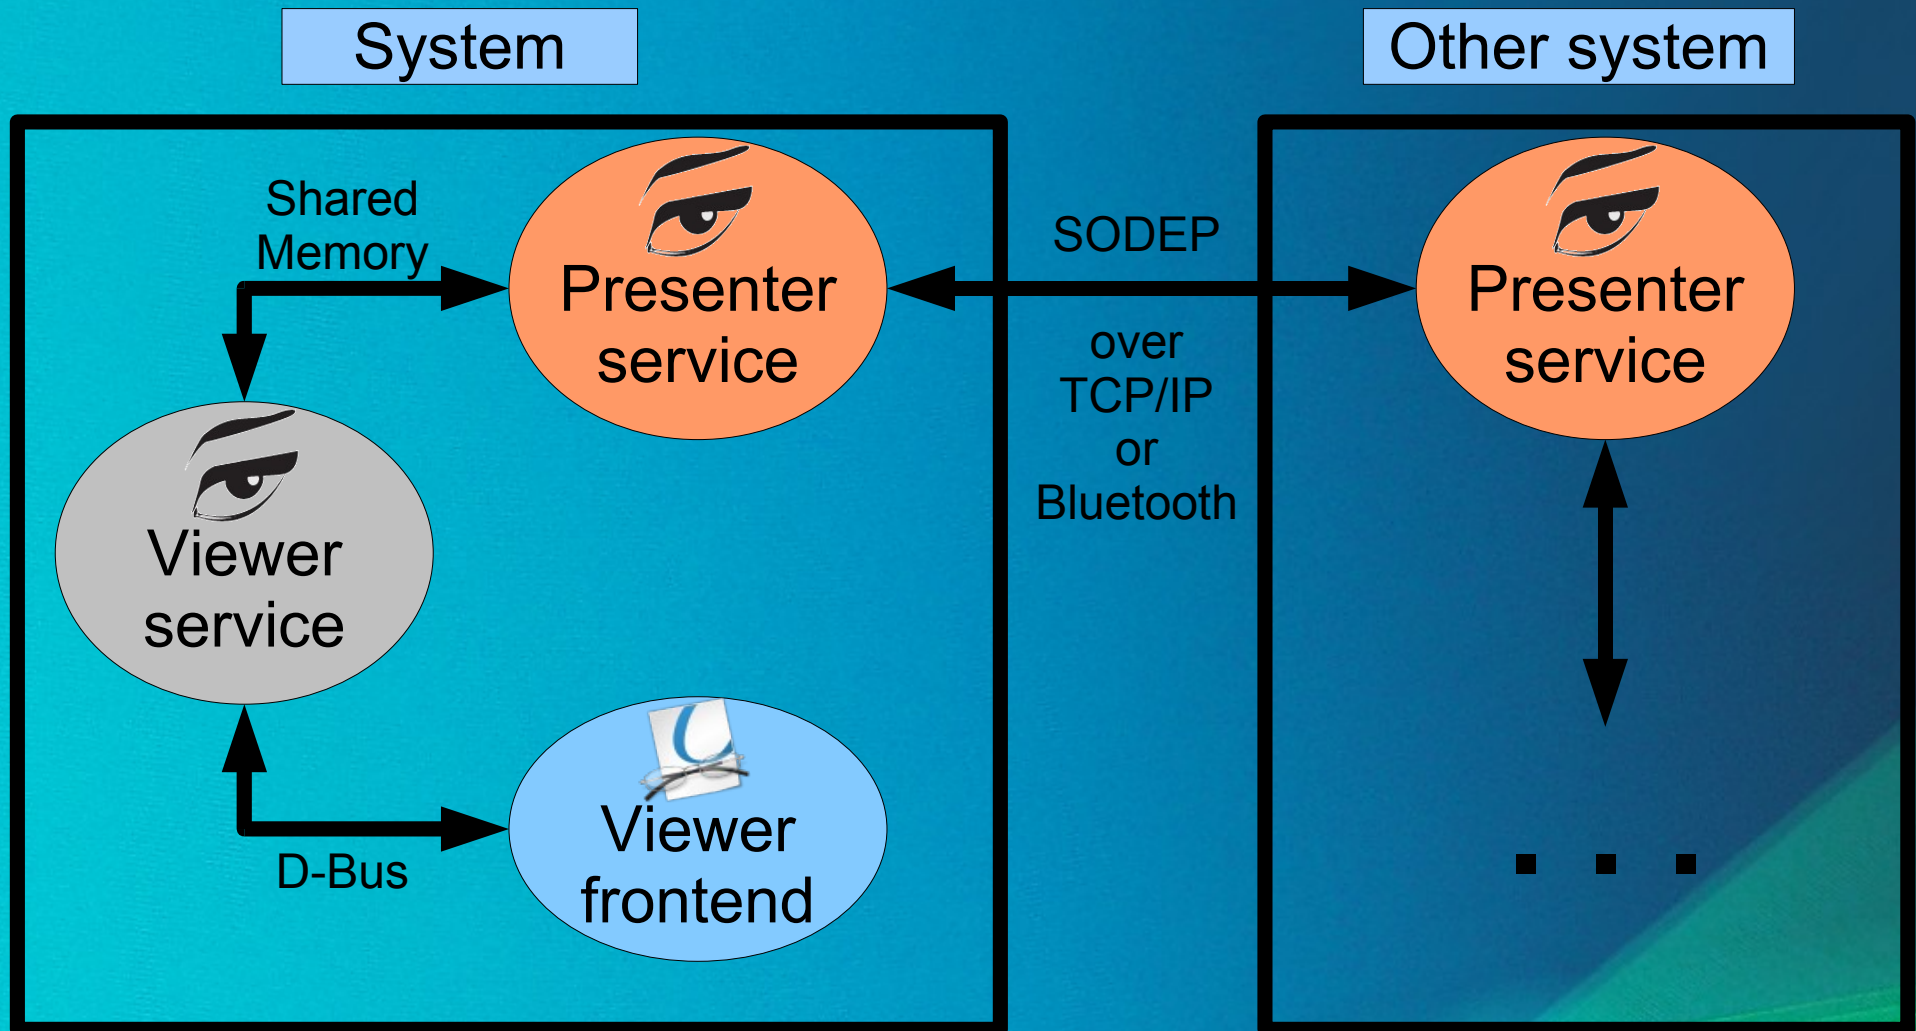 System
Other system
Shared
Memory
Presenter
service
SODEP
over
TCP/IP
or
Bluetooth
Presenter
service
Viewer
service
D-Bus
Viewer
frontend
. . .